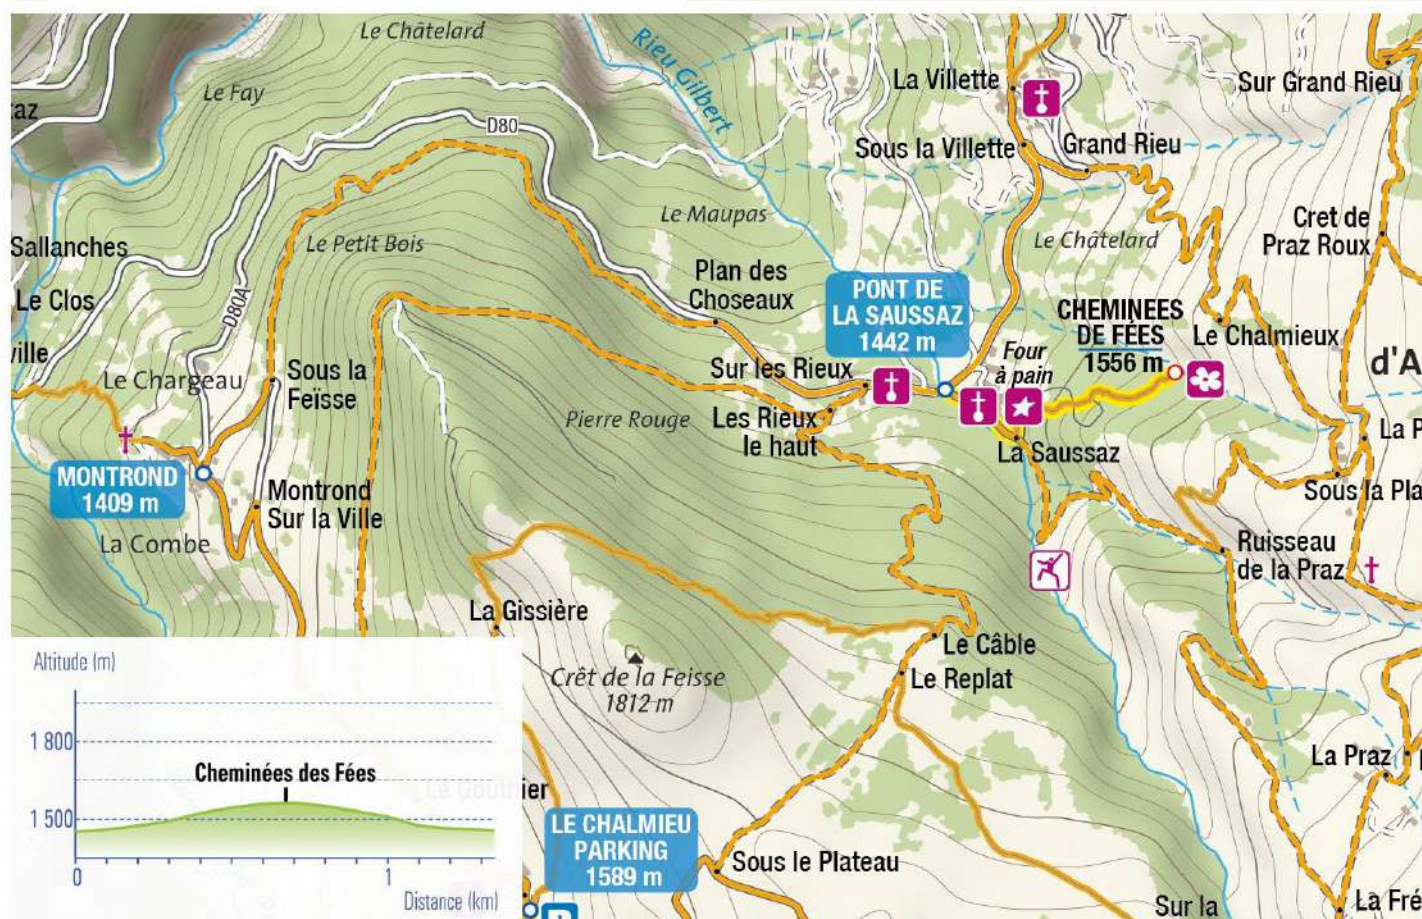 Le Châtelard
Rieu Gilbert
La Villette
Sur Grand Rieu
Le Fay
D80
Sous la Villette
Grand Rieu
Le Maupas
Cret de
Praz Roux
Le Petit Bois
Le Châtelard
Sallanches
Plan des
Choseaux
PONT DE
LA SAUSSAZ
1442 m
CHEMINEES
DE FÉES
1556 m
Le Clos
D80A
Le Chalmieux
ville
Four
à pain
d'A
Sous la
Feïsse
Sur les Rieux
Le Chargeau
Pierre Rouge
Les Rieux
le haut
La Saussaz
La P
MONTROND
1409 m
Montrond
Sur la Ville
Sous la Pla
La Combe
Ruisseau
de la Praz
La Gissière
Le Câble
Crêt de la Feisse
1812 m
Le Replat
Altitude (m)
1 800
Cheminées des Fées
1 500
0
1
Distance (km)
La Praz
ier
LE CHALMIEU
PARKING
1589 m
Sous le Plateau
Sur la
La Fré